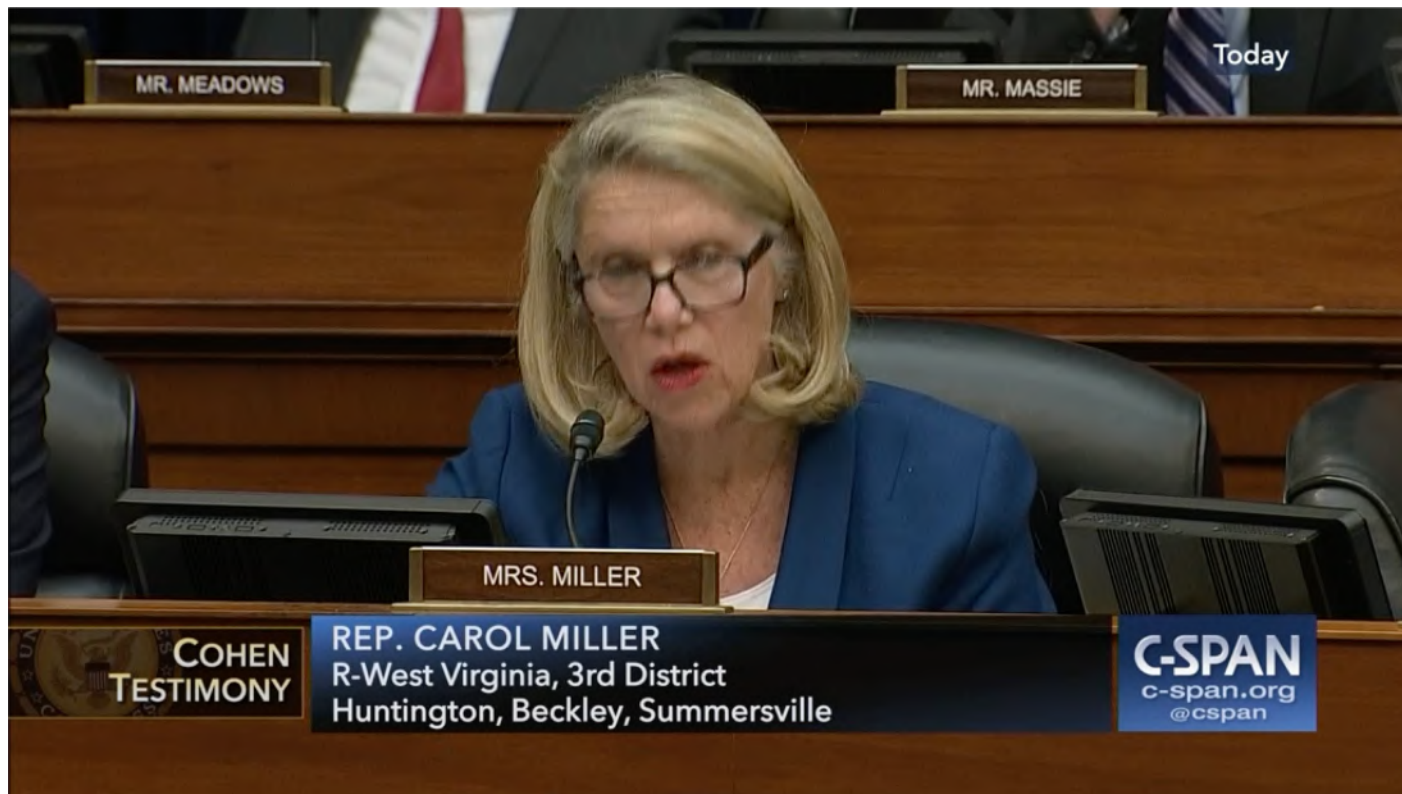 Today
MR. MEADOWS
MR. MASSIE
MRS. MILLER
COHEN
TESTIMONY
REP. CAROL MILLER
R-West Virginia, 3rd District
Huntington, Beckley, Summersville
C-SPAN
c-span.org
@cspan